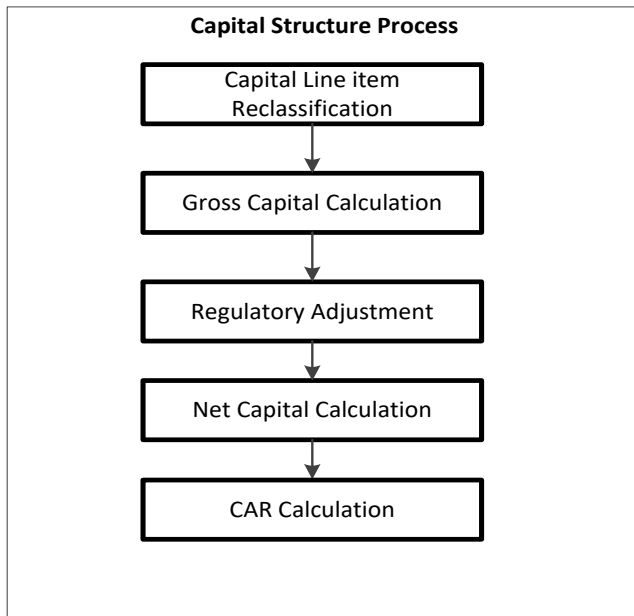 Capital Structure Process
Capital Line item
Reclassification
Gross Capital Calculation
Regulatory Adjustment
Net Capital Calculation
CAR Calculation